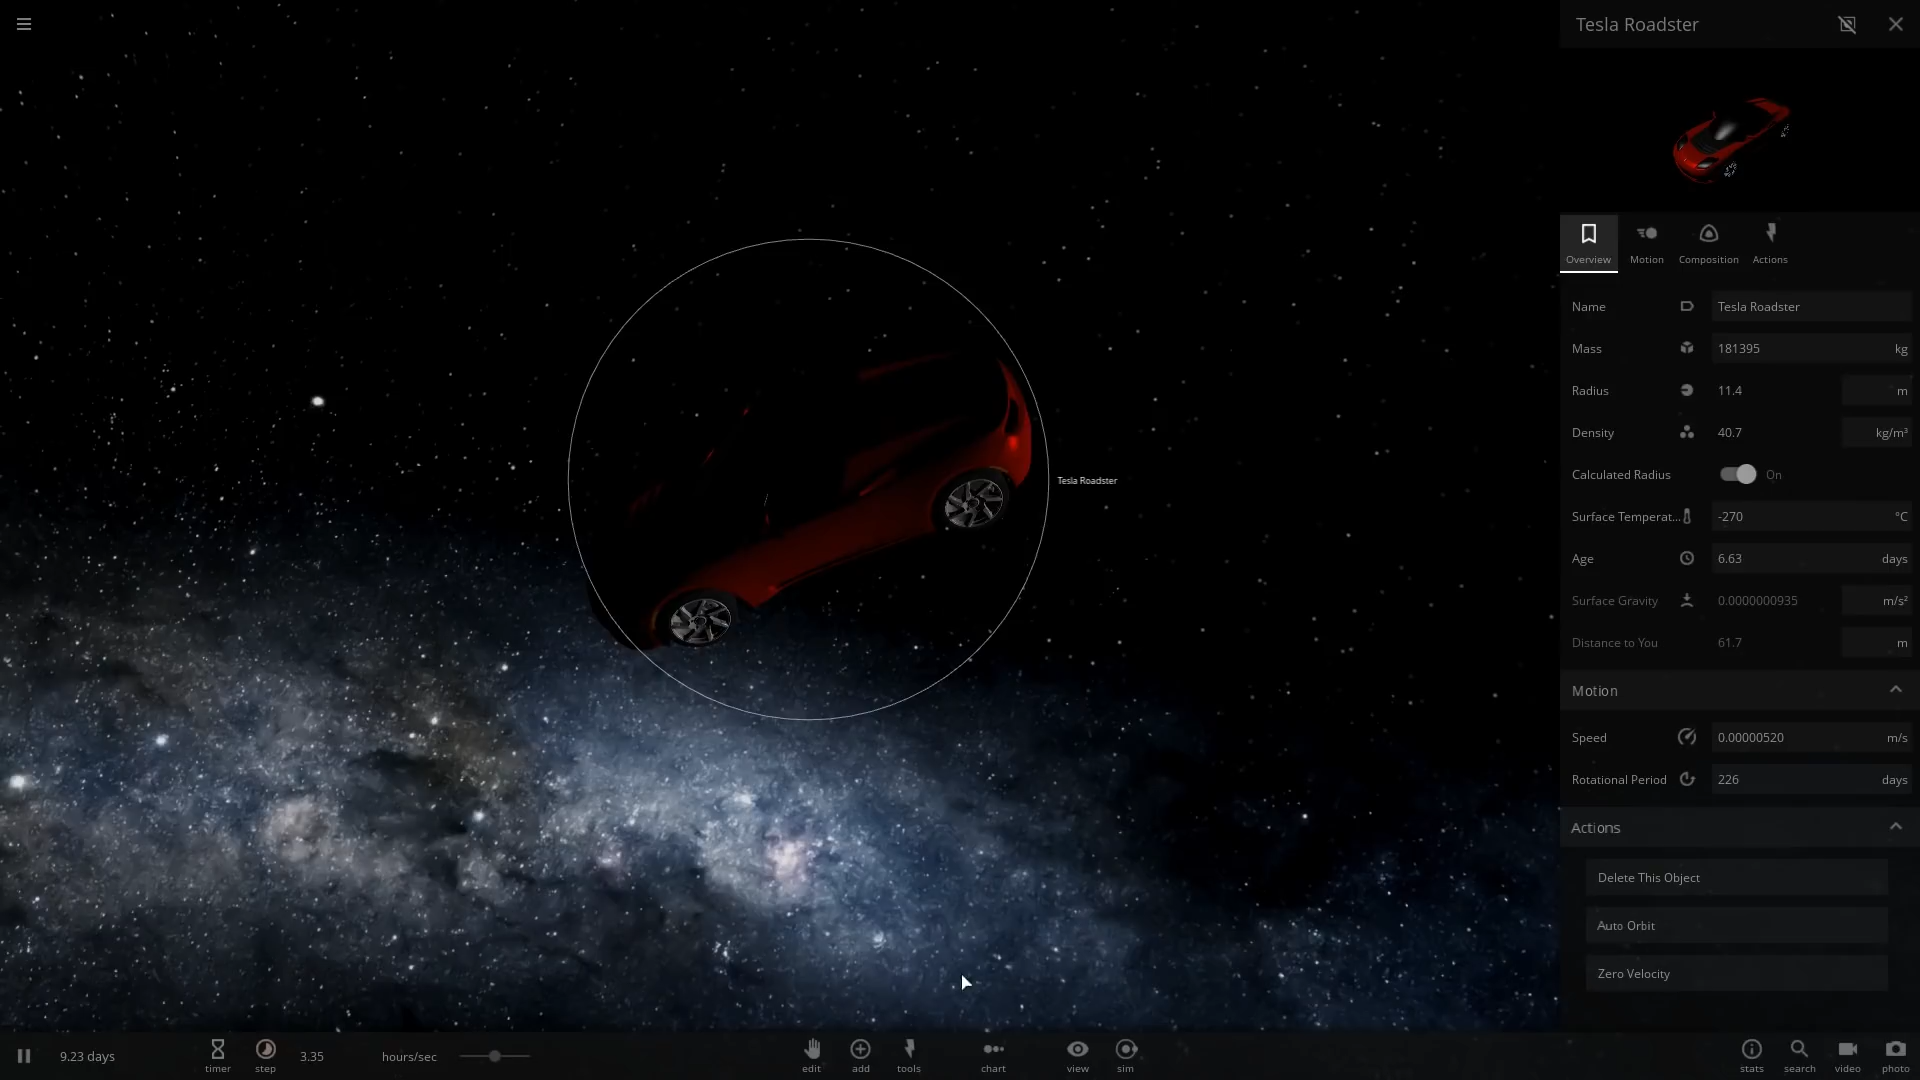 Tesla Roadster
Overview
Motion
Composition
Actions
Name Tesla Roadster
Mass 181395 kg
Radius 11.4 m
Density 40.7 kg/m³
Calculated Radius On
Surface Temperat... -270 °C
Age 6.63 days
Surface Gravity 0.0000000935 m/s²
Distance to You 61.7 m
Motion
Speed 0.00000520 m/s
Rotational Period 226 days
Actions
Delete This Object
Auto Orbit
Zero Velocity
Tesla Roadster
9.23 days
timer
step
3.35 hours/sec
edit
add
tools
chart
view
sim
stats
search
video
photo